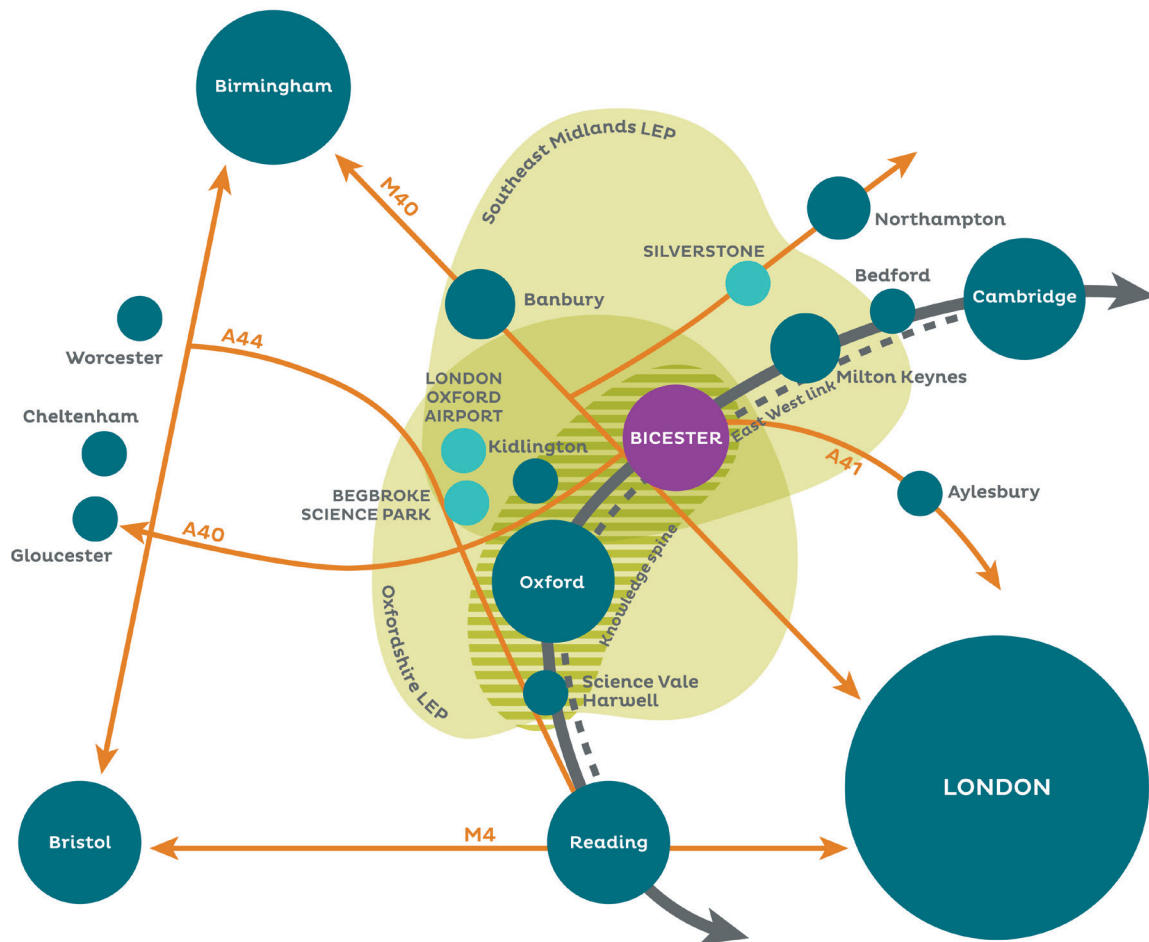 Birmingham
Southeast Midlands LEP
M40
Northampton
SILVERSTONE
Bedford
Cambridge
Banbury
Worcester
A44
LONDON
OXFORD
AIRPORT
Milton Keynes
East West link
Cheltenham
Kidlington
BICESTER
A41
BEGBROKE
SCIENCE PARK
Aylesbury
A40
Gloucester
Oxford
Knowledge spine
Oxfordshire LEP
Science Vale
Harwell
LONDON
Bristol
M4
Reading